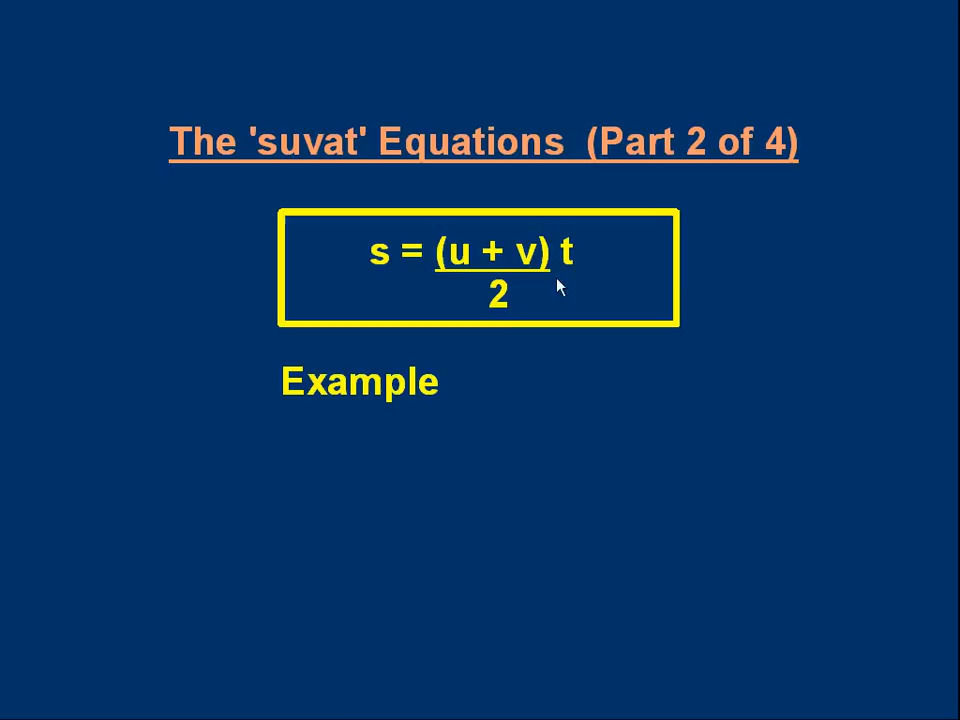 The 'suvat' Equations (Part 2 of 4)
s = (u + v) t
2
Example